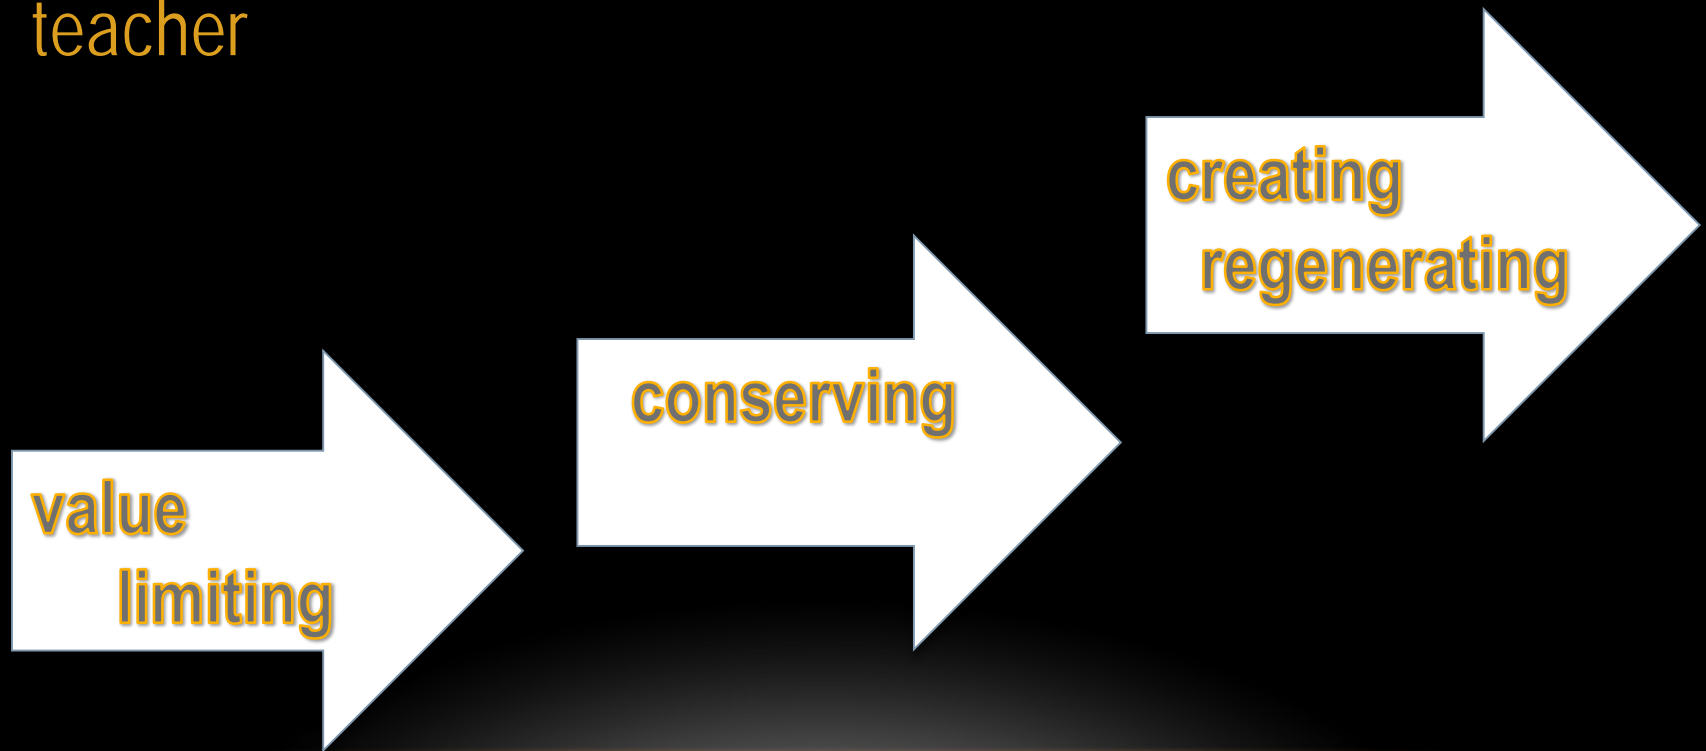 teacher
value
limiting
conserving
creating
regenerating